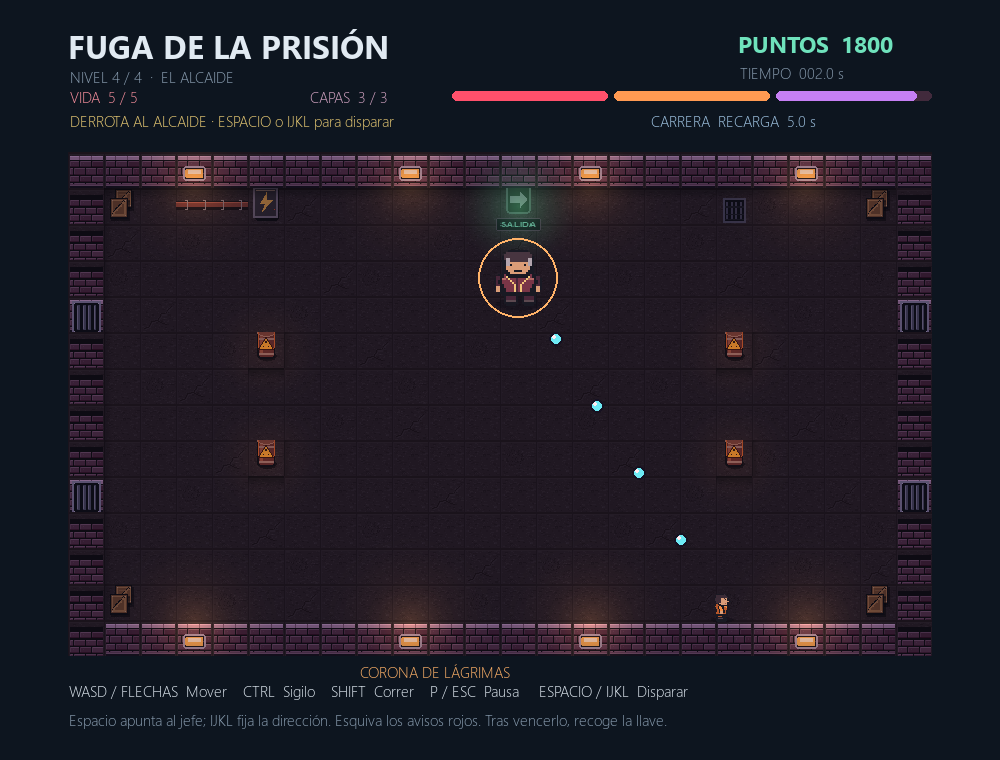 FUGA DE LA PRISIÓN
PUNTOS 1800
NIVEL 4 / 4 · EL ALCAIDE
TIEMPO 002.0 s
VIDA 5 / 5
CAPAS 3 / 3
DERROTA AL ALCAIDE · ESPACIO o IJKL para disparar
CARRERA RECARGA 5.0 s
SALIDA
CORONA DE LÁGRIMAS
WASD / FLECHAS Mover CTRL Sigilo SHIFT Correr P / ESC Pausa ESPACIO / IJKL Disparar
Espacio apunta al jefe; IJKL fija la dirección. Esquiva los avisos rojos. Tras vencerlo, recoge la llave.